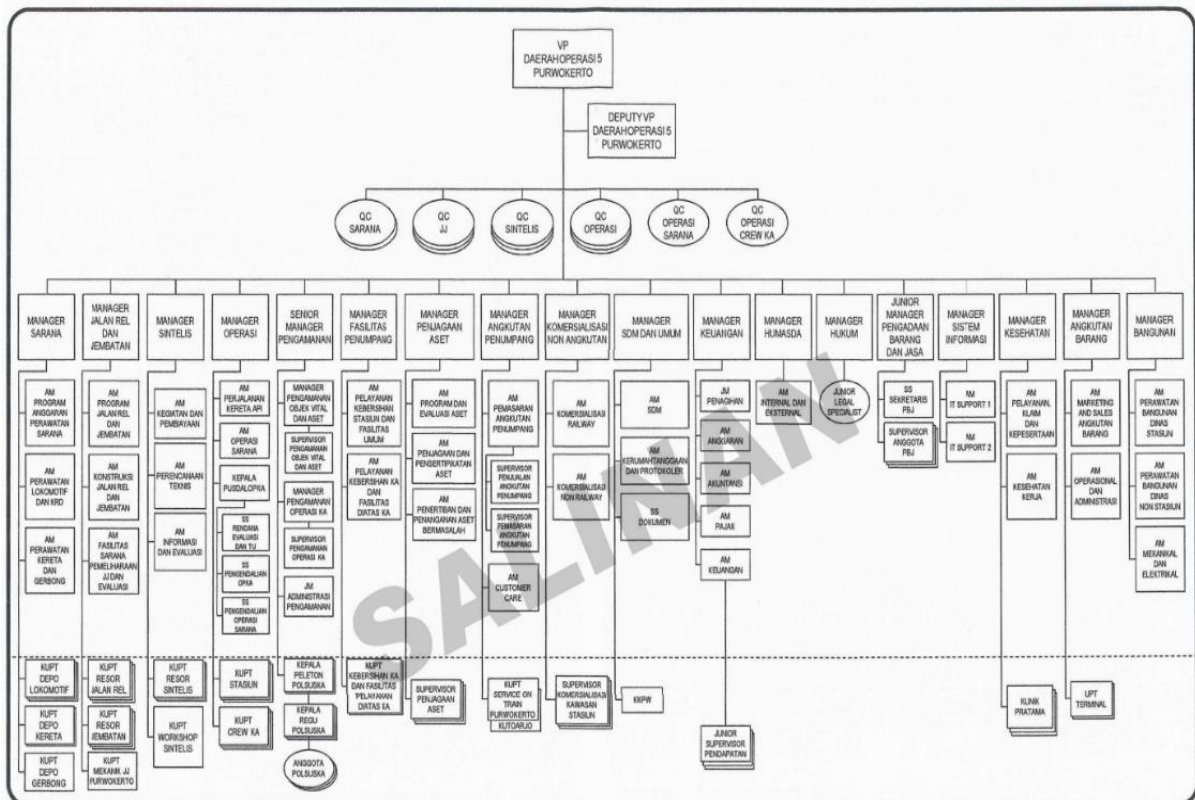 VP
DAERAH OPERASI 5
PURWOKERTO
DEPUTY VP
DAERAH OPERASI 5
PURWOKERTO
QC
SARANA
QC
JJ
QC
SINTELIS
QC
OPERASI
QC
OPERASI
SARANA
QC
OPERASI
CREW KA
MANAGER
SARANA
MANAGER
JALAN REL
DAN
JEMBATAN
MANAGER
SINTELIS
MANAGER
OPERASI
SENIOR
MANAGER
PENGAMANAN
MANAGER
FASILITAS
PENUMPANG
MANAGER
PENJAGAAN
ASET
MANAGER
ANGKUTAN
PENUMPANG
MANAGER
KOMERSIALISASI
NON ANGKUTAN
MANAGER
SDM DAN UMUM
MANAGER
KEUANGAN
MANAGER
HUMASDA
MANAGER
HUKUM
JUNIOR
MANAGER
PENGADAAN
BARANG
DAN JASA
MANAGER
SISTEM
INFORMASI
MANAGER
KESEHATAN
MANAGER
ANGKUTAN
BARANG
MANAGER
BANGUNAN
AM
PROGRAM
ANGGARAN
PERAWATAN
SARANA
AM
PERAWATAN
LOKOMOTIF
DAN KRD
AM
PERAWATAN
KERETA
DAN
GERBONG
KUPT
DEPO
LOKOMOTIF
KUPT
DEPO
KERETA
KUPT
DEPO
GERBONG
AM
PROGRAM
JALAN REL
DAN
JEMBATAN
AM
KONSTRUKSI
JALAN REL
DAN
JEMBATAN
AM
FASILITAS
SARANA
PEMELIHARAAN
JJ DAN
EVALUASI
KUPT
RESOR
JALAN REL
KUPT
RESOR
JEMBATAN
KUPT
MEKANIK JJ
PURWOKERTO
AM
KEGIATAN DAN
PEMBIAYAAN
AM
PERENCANAAN
TEKNIS
AM
INFORMASI
DAN EVALUASI
KUPT
RESOR
SINTELIS
KUPT
WORKSHOP
SINTELIS
AM
PERJALANAN
KERETA API
AM
OPERASI
SARANA
KEPALA
PUSDALOPKA
SS
RENCANA
EVALUASI
DAN TU
SS
PENGENDALIAN
OPKA
SS
PENGENDALIAN
OPERASI
SARANA
KUPT
STASIUN
KUPT
CREW KA
MANAGER
PENGAMANAN
OBJEK VITAL
DAN ASET
SUPERVISOR
PENGAMANAN
OBJEK VITAL
DAN ASET
MANAGER
PENGAMANAN
OPERASI KA
SUPERVISOR
PENGAMANAN
OPERASI KA
JM
ADMINISTRASI
PENGAMANAN
KEPALA
PELETON
POLSUSKA
KEPALA
REGU
POLSUSKA
ANGGOTA
POLSUSKA
AM
PELAYANAN
KEBERSIHAN
STASIUN DAN
FASILITAS
UMUM
AM
PELAYANAN
KEBERSIHAN KA
DAN
FASILITAS
DIATAS KA
KUPT
KEBERSIHAN KA
DAN FASILITAS
PELAYANAN
DIATAS KA
AM
PROGRAM DAN
EVALUASI ASET
AM
PENJAGAAN DAN
PENSERTIPIKATAN
ASET
AM
PENERTIBAN DAN
PENANGANAN ASET
BERMASALAH
SUPERVISOR
PENJAGAAN
ASET
AM
PEMASARAN
ANGKUTAN
PENUMPANG
SUPERVISOR
PENJUALAN
ANGKUTAN
PENUMPANG
SUPERVISOR
PEMASARAN
ANGKUTAN
PENUMPANG
AM
CUSTOMER
CARE
KUPT
SERVICE ON
TRAIN
PURWOKERTO
KUTOARJO
AM
KOMERSIALISASI
RAILWAY
AM
KOMERSIALISASI
NON RAILWAY
SUPERVISOR
KOMERSIALISASI
KAWASAN
STASIUN
AM
SDM
AM
KERUMAHTANGGAAN
DAN PROTOKOLER
SS
DOKUMEN
KKPW
JM
PENAGIHAN
AM
ANGGARAN
AM
AKUNTANSI
AM
PAJAK
AM
KEUANGAN
JUNIOR
SUPERVISOR
PENDAPATAN
AM
INTERNAL DAN
EKSTERNAL
JUNIOR
LEGAL
SPECIALIST
SS
SEKRETARIS
PBJ
SUPERVISOR
ANGGOTA
PBJ
AM
IT SUPPORT 1
AM
IT SUPPORT 2
AM
PELAYANAN,
KLAIM
DAN
KEPESERTAAN
AM
KESEHATAN
KERJA
KLINIK
PRATAMA
AM
MARKETING
AND SALES
ANGKUTAN
BARANG
AM
OPERASIONAL
DAN
ADMINISTRASI
UPT
TERMINAL
AM
PERAWATAN
BANGUNAN
DINAS
STASIUN
AM
PERAWATAN
BANGUNAN
DINAS
NON STASIUN
AM
MEKANIKAL
DAN
ELEKTRIKAL
SALINAN